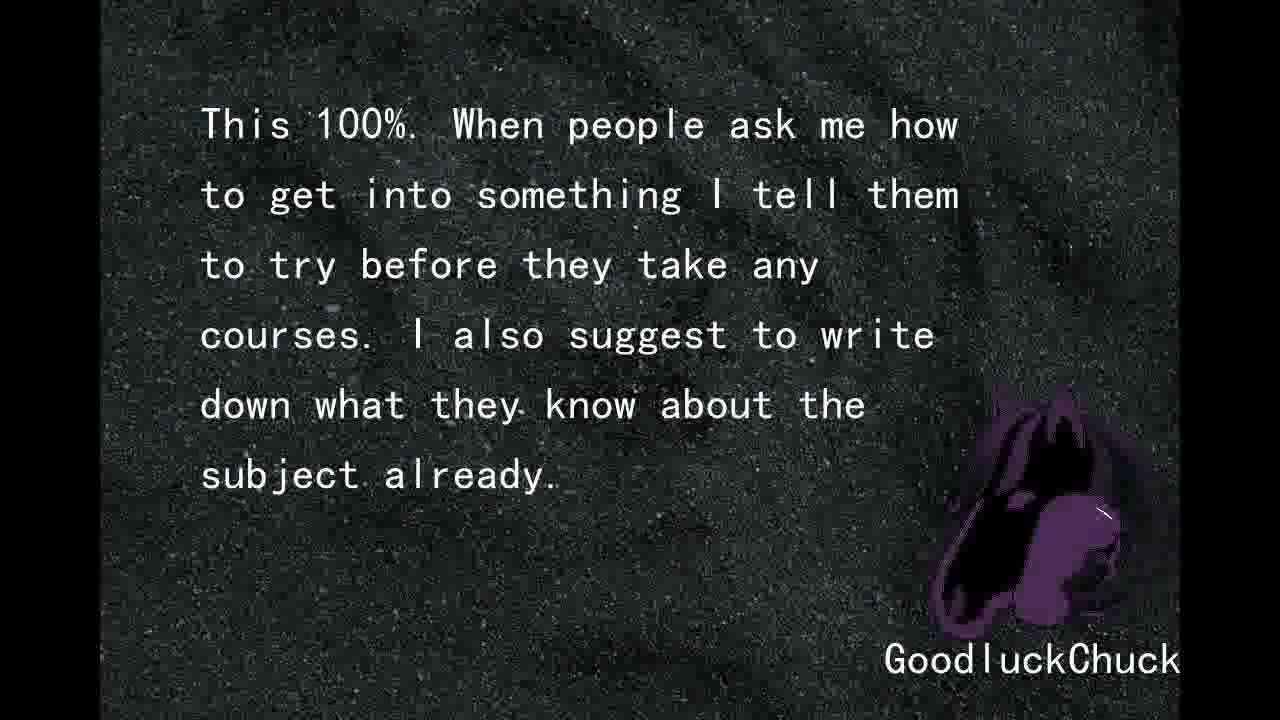 This 100%. When people ask me how
to get into something I tell them
to try before they take any
courses. I also suggest to write
down what they know about the
subject already.
GoodluckChuck